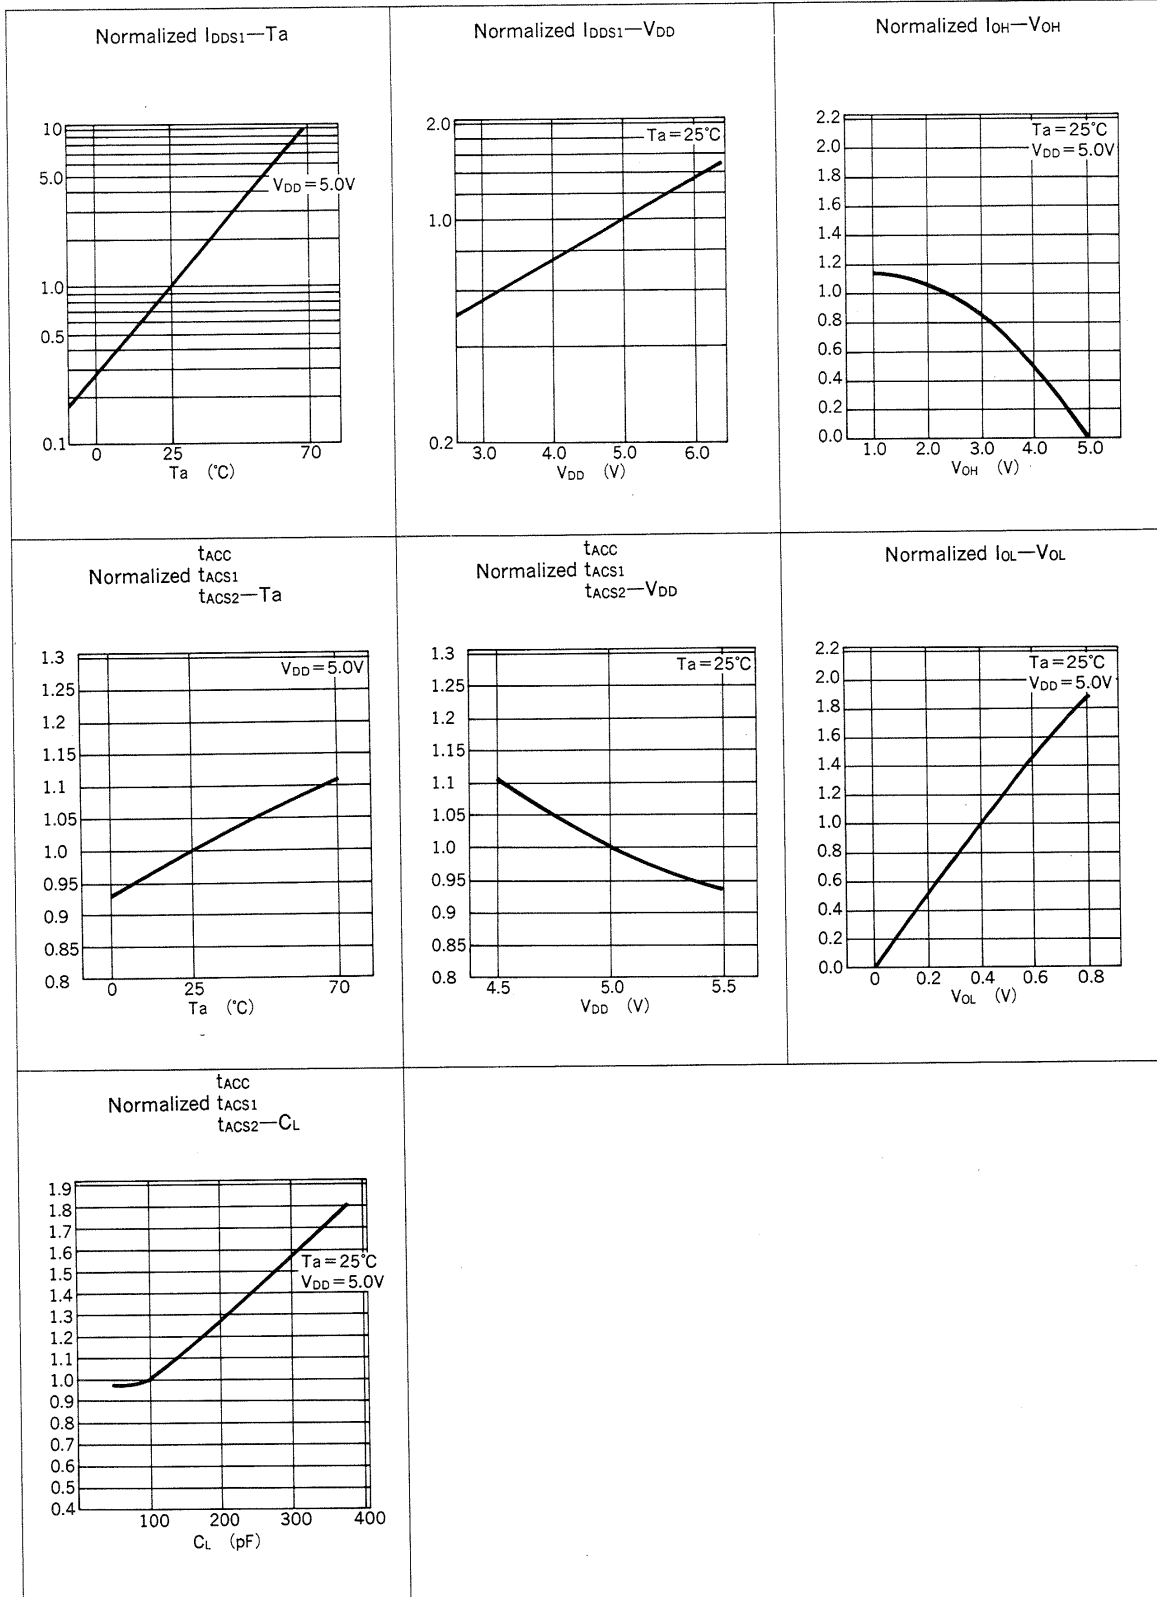 Normalized IDDS1—Ta
10
5.0
1.0
0.5
0.1
VDD=5.0V
0 25 70
Ta (°C)
Normalized IDDS1—VDD
2.0
1.0
0.2
Ta=25°C
3.0 4.0 5.0 6.0
VDD (V)
Normalized IOH—VOH
2.2
2.0
1.8
1.6
1.4
1.2
1.0
0.8
0.6
0.4
0.2
0.0
Ta=25°C
VDD=5.0V
1.0 2.0 3.0 4.0 5.0
VOH (V)
tACC
Normalized tACS1
tACS2—Ta
1.3
1.25
1.2
1.15
1.10
1.05
1.0
0.95
0.9
0.85
0.8
VDD=5.0V
0 25 70
Ta (°C)
tACC
Normalized tACS1
tACS2—VDD
1.3
1.25
1.2
1.15
1.1
1.05
1.0
0.95
0.9
0.85
0.8
Ta=25°C
4.5 5.0 5.5
VDD (V)
Normalized IOL—VOL
2.2
2.0
1.8
1.6
1.4
1.2
1.0
0.8
0.6
0.4
0.2
0.0
Ta=25°C
VDD=5.0V
0 0.2 0.4 0.6 0.8
VOL (V)
tACC
Normalized tACS1
tACS2—CL
1.9
1.8
1.7
1.6
1.5
1.4
1.3
1.2
1.1
1.0
0.9
0.8
0.7
0.6
0.5
0.4
Ta=25°C
VDD=5.0V
100 200 300 400
CL (pF)